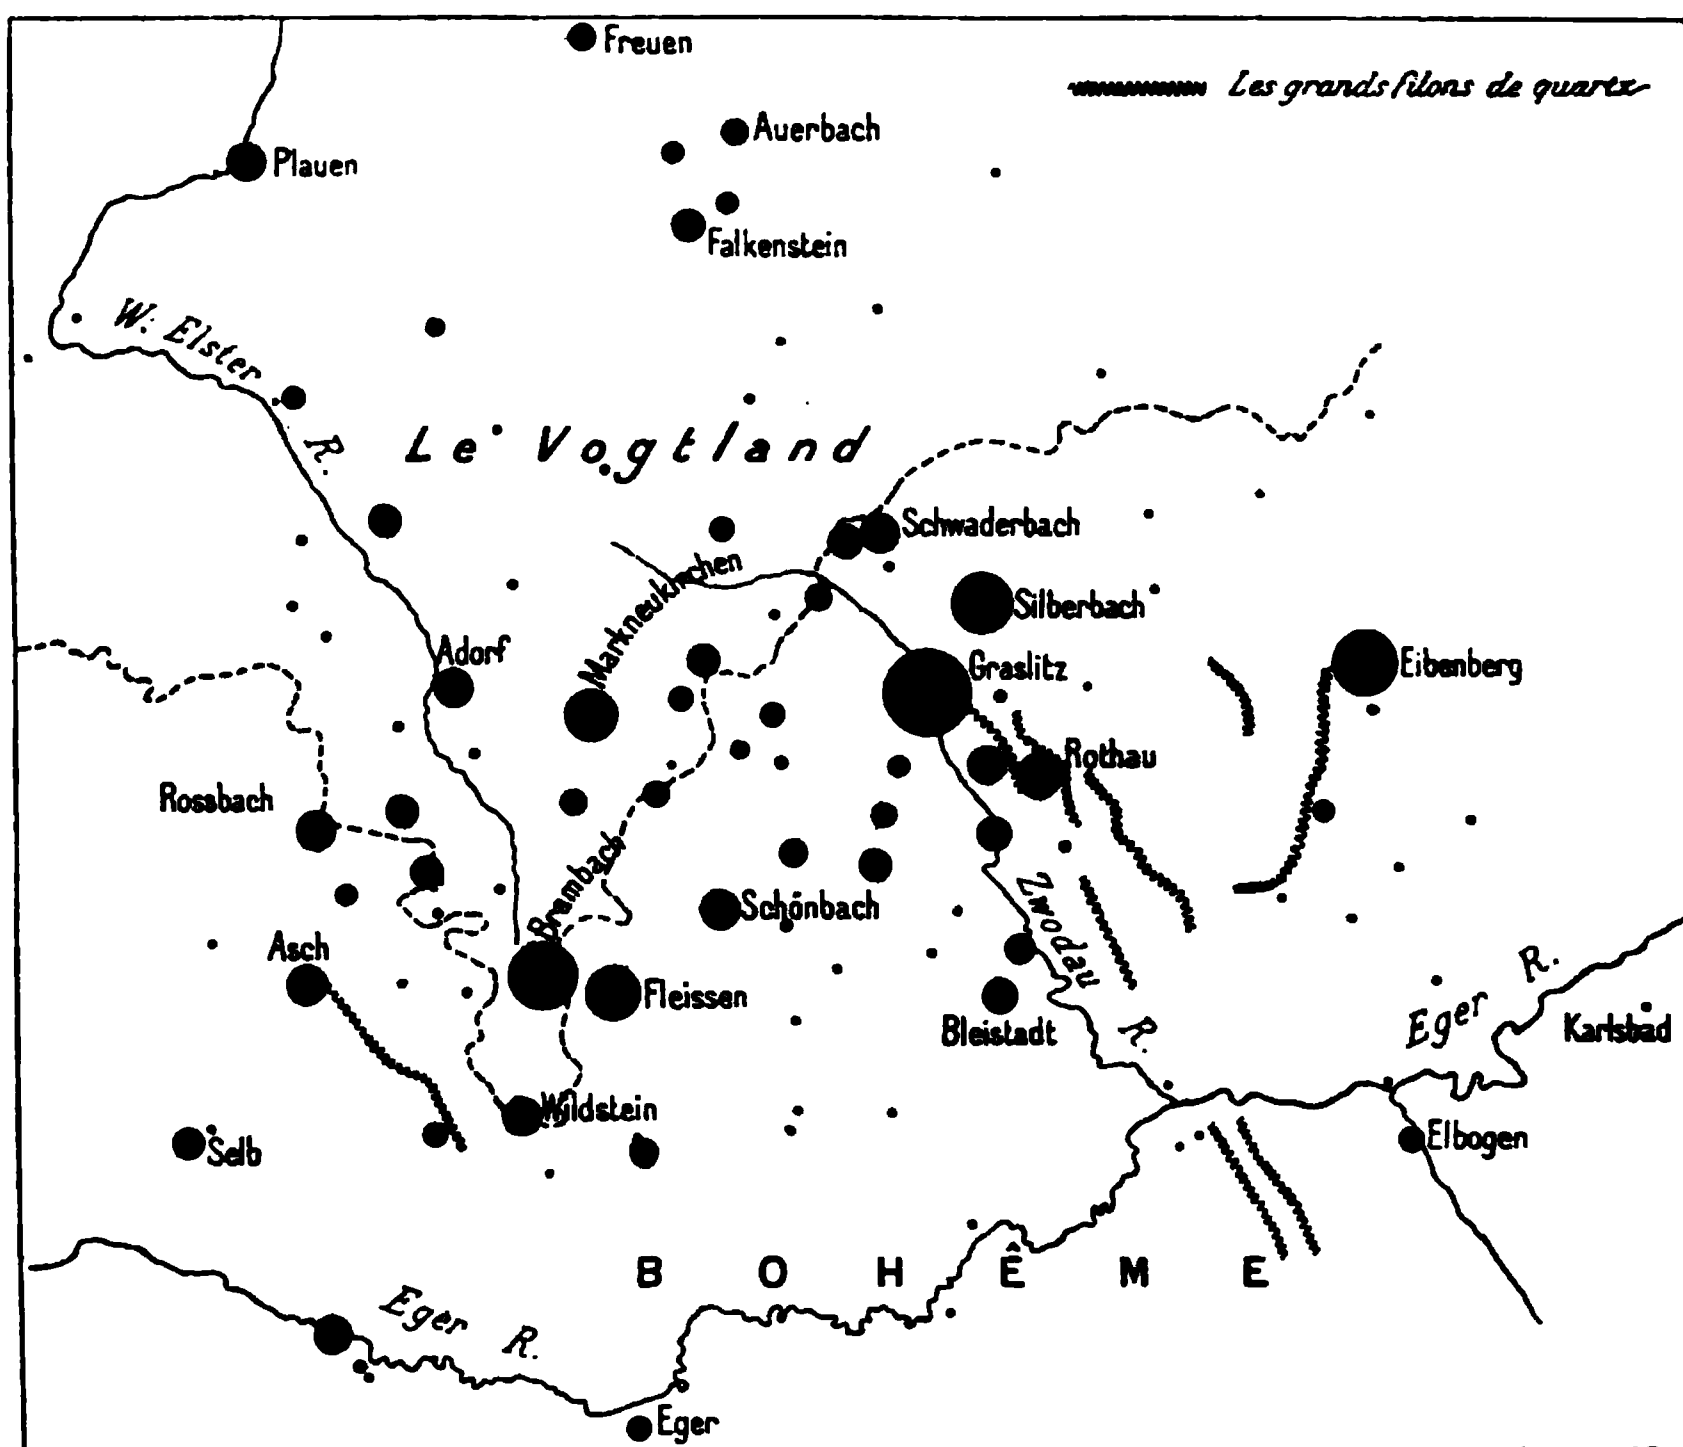 Freuen
Les grands filons de quartz
Auerbach
Plauen
Falkenstein
W. Elster R.
Le Vogtland
Schwaderbach
Markneukirchen
Silberbach
Adorf
Graslitz
Eibenberg
Rothau
Rossbach
Brambach
Schönbach
Zwodau R.
Asch
Fleissen
Bleistadt
Eger R.
Karlsbad
Wildstein
Selb
Elbogen
BOHÊME
Eger R.
Eger